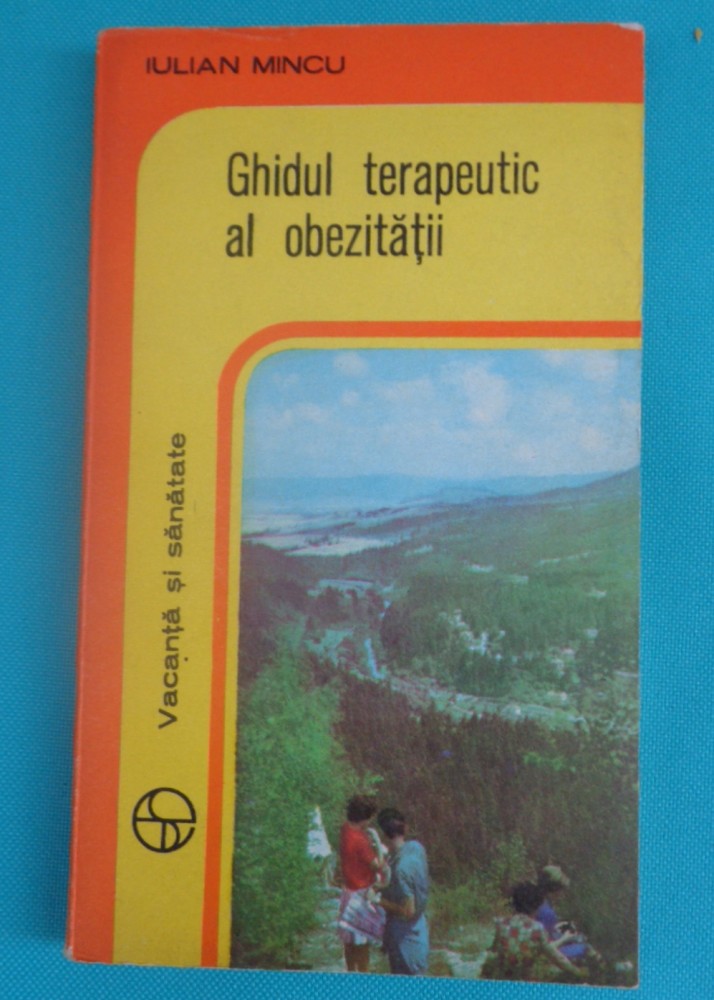 IULIAN MINCU
Ghidul terapeutic
al obezității
Vacanță și sănătate